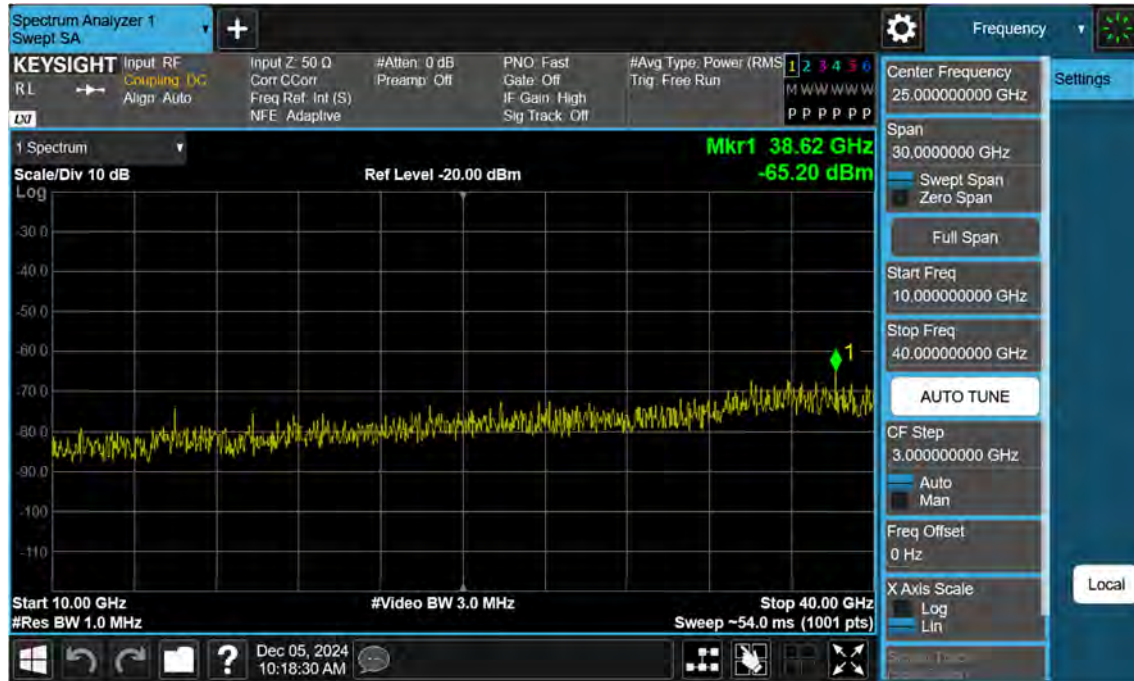 Spectrum Analyzer 1
Swept SA
+
Frequency
KEYSIGHT
RL
LXI
Input: RF
Coupling: DC
Align: Auto
Input Z: 50 Ω
Corr CCorr
Freq Ref: Int (S)
NFE: Adaptive
#Atten: 0 dB
Preamp: Off
PNO: Fast
Gate: Off
IF Gain: High
Sig Track: Off
#Avg Type: Power (RMS
Trig: Free Run
1 2 3 4 5 6
M W W W W W
P P P P P P
1 Spectrum
Scale/Div 10 dB
Ref Level -20.00 dBm
Mkr1 38.62 GHz
-65.20 dBm
Log
-30.0
-40.0
-50.0
-60.0
-70.0
-80.0
-90.0
-100
-110
1
Start 10.00 GHz
#Res BW 1.0 MHz
#Video BW 3.0 MHz
Stop 40.00 GHz
Sweep ~54.0 ms (1001 pts)
?
Dec 05, 2024
10:18:30 AM
Center Frequency
25.000000000 GHz
Span
30.0000000 GHz
Swept Span
Zero Span
Full Span
Start Freq
10.000000000 GHz
Stop Freq
40.000000000 GHz
AUTO TUNE
CF Step
3.000000000 GHz
Auto
Man
Freq Offset
0 Hz
X Axis Scale
Log
Lin
Settings
Local